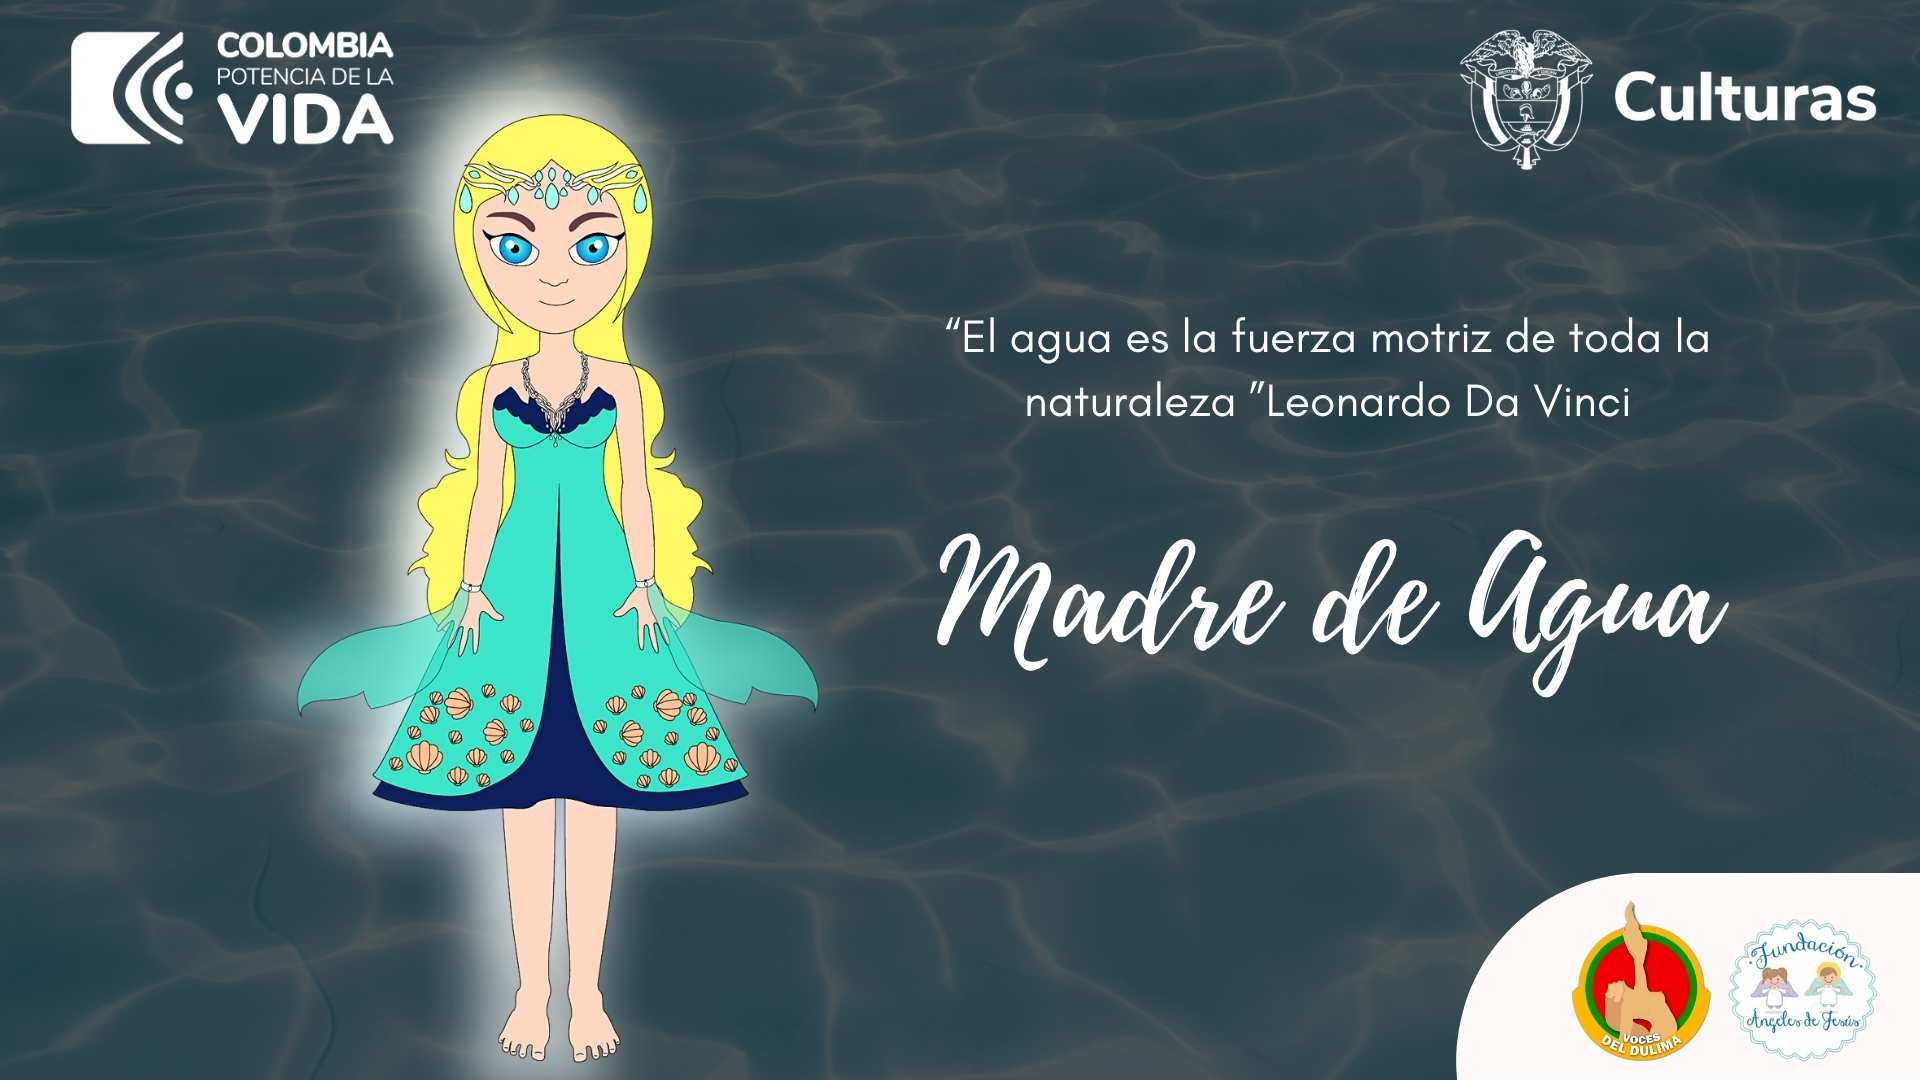 COLOMBIA
POTENCIA DE LA
VIDA
Culturas
“El agua es la fuerza motriz de toda la
naturaleza ”Leonardo Da Vinci
Madre de Agua
VOCES
DEL DULIMA
Fundación
Angeles de Jesús